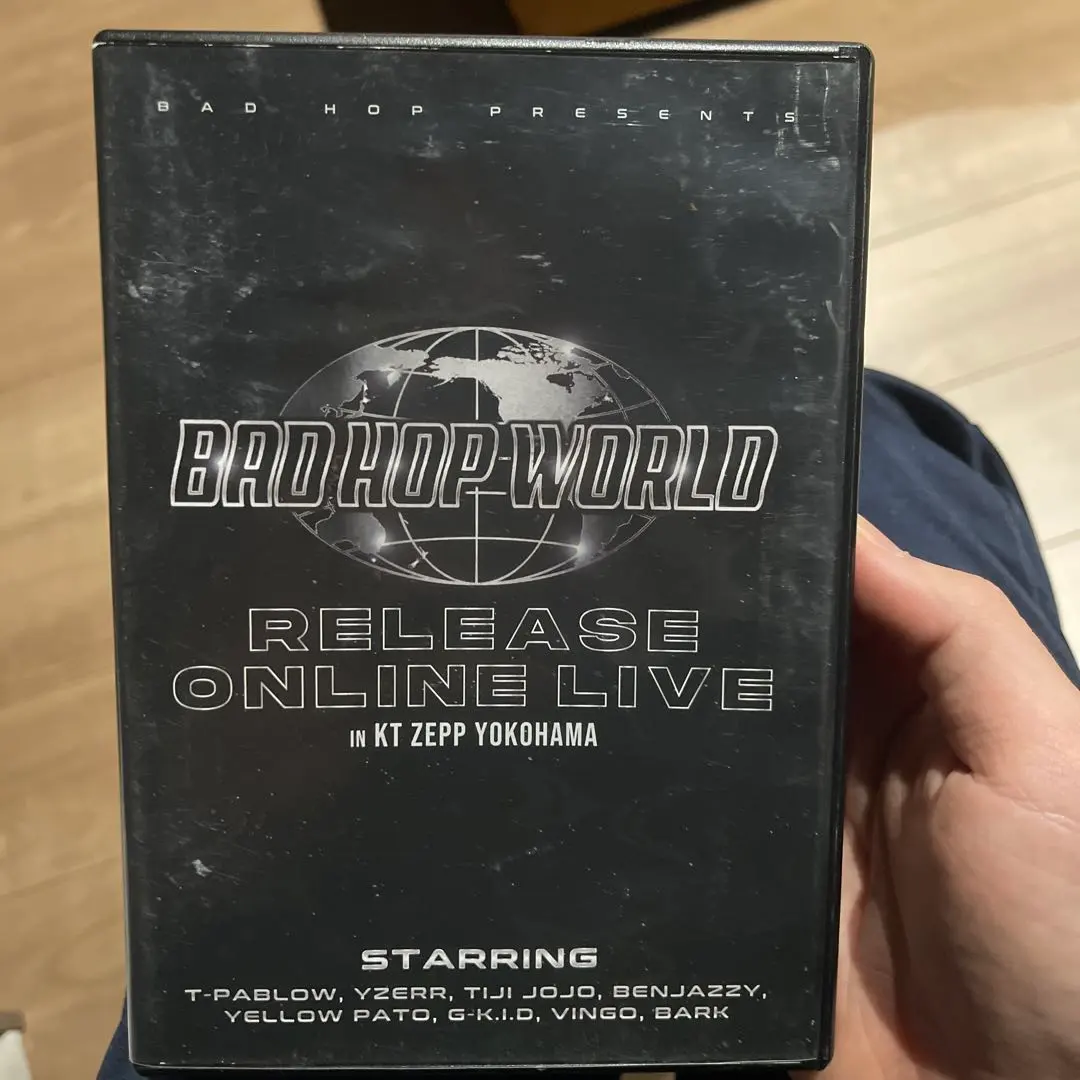 BAD HOP PRESENTS
BAD HOP WORLD
RELEASE
ONLINE LIVE
IN KT ZEPP YOKOHAMA
STARRING
T-PABLOW, YZERR, TIJI JOJO, BENJAZZY,
YELLOW PATO, G-K.I.D, VINGO, BARK